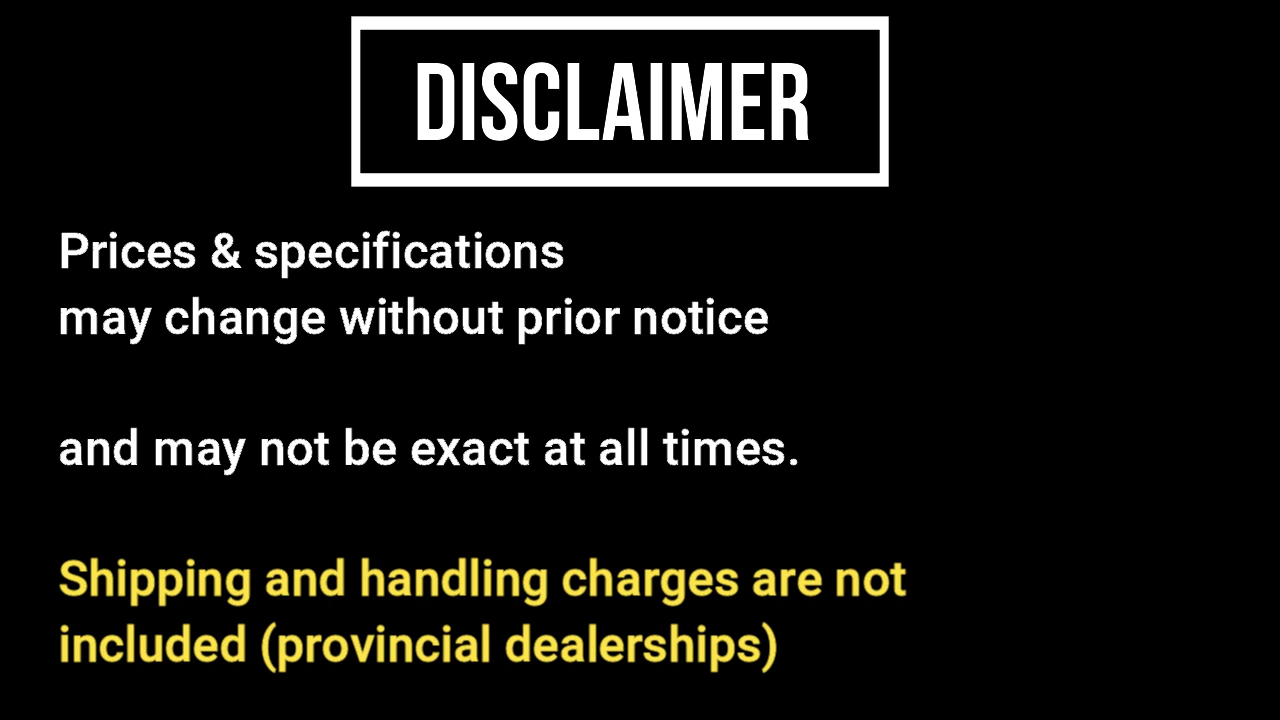 DISCLAIMER
Prices & specifications
may change without prior notice
and may not be exact at all times.
Shipping and handling charges are not
included (provincial dealerships)